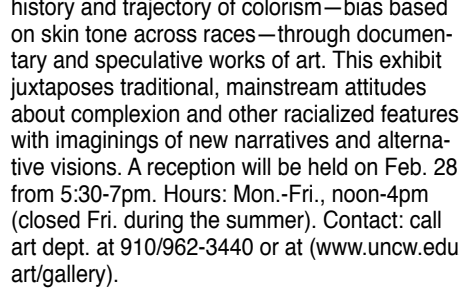 history and trajectory of colorism—bias based
on skin tone across races—through documen-
tary and speculative works of art. This exhibit
juxtaposes traditional, mainstream attitudes
about complexion and other racialized features
with imaginings of new narratives and alterna-
tive visions. A reception will be held on Feb. 28
from 5:30-7pm. Hours: Mon.-Fri., noon-4pm
(closed Fri. during the summer). Contact: call
art dept. at 910/962-3440 or at (www.uncw.edu
art/gallery).